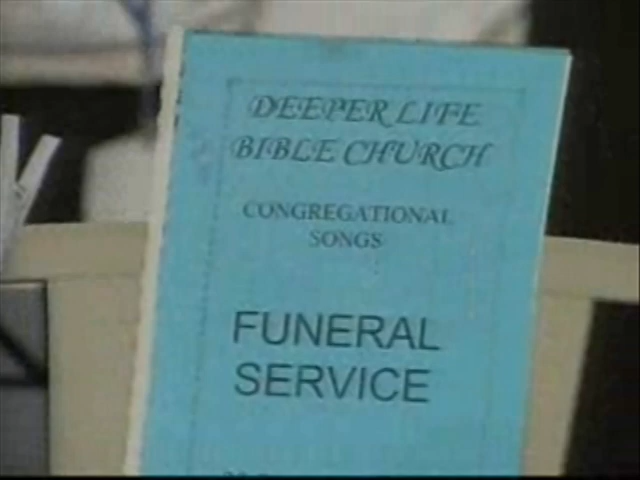 DEEPER LIFE
BIBLE CHURCH
CONGREGATIONAL
SONGS
FUNERAL
SERVICE